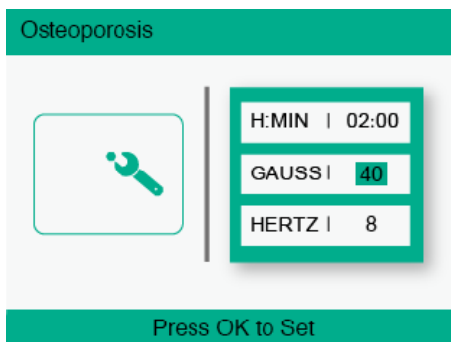 Osteoporosis
H:MIN | 02:00
GAUSS | 40
HERTZ | 8
Press OK to Set